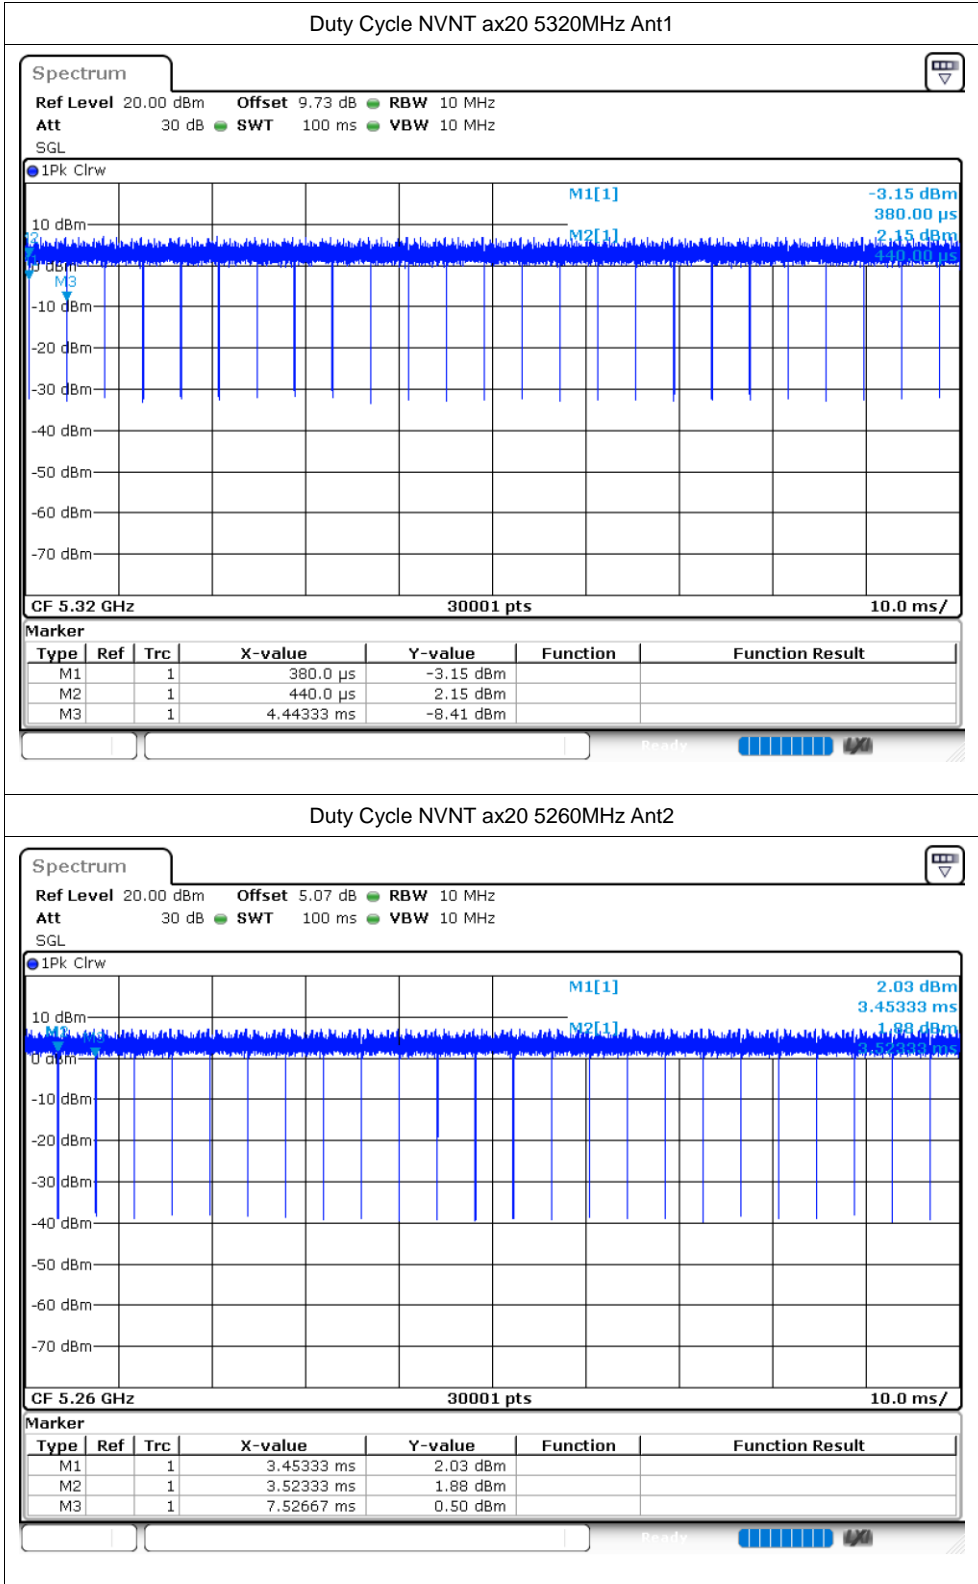 Duty Cycle NVNT ax20 5320MHz Ant1
Spectrum
Ref Level 20.00 dBm Offset 9.73 dB RBW 10 MHz
Att 30 dB SWT 100 ms VBW 10 MHz
SGL
1Pk Clrw
M1[1] -3.15 dBm
380.00 µs
10 dBm
M2[1] 2.15 dBm
440.00 µs
0 dBm
M3
-10 dBm
-20 dBm
-30 dBm
-40 dBm
-50 dBm
-60 dBm
-70 dBm
CF 5.32 GHz 30001 pts 10.0 ms/
Marker
Type Ref Trc X-value Y-value Function Function Result
M1 1 380.0 µs -3.15 dBm
M2 1 440.0 µs 2.15 dBm
M3 1 4.44333 ms -8.41 dBm
Ready LXI
Duty Cycle NVNT ax20 5260MHz Ant2
Spectrum
Ref Level 20.00 dBm Offset 5.07 dB RBW 10 MHz
Att 30 dB SWT 100 ms VBW 10 MHz
SGL
1Pk Clrw
M1[1] 2.03 dBm
3.45333 ms
10 dBm
M2[1] 1.88 dBm
M2 M3
3.52333 ms
0 dBm
-10 dBm
-20 dBm
-30 dBm
-40 dBm
-50 dBm
-60 dBm
-70 dBm
CF 5.26 GHz 30001 pts 10.0 ms/
Marker
Type Ref Trc X-value Y-value Function Function Result
M1 1 3.45333 ms 2.03 dBm
M2 1 3.52333 ms 1.88 dBm
M3 1 7.52667 ms 0.50 dBm
Ready LXI